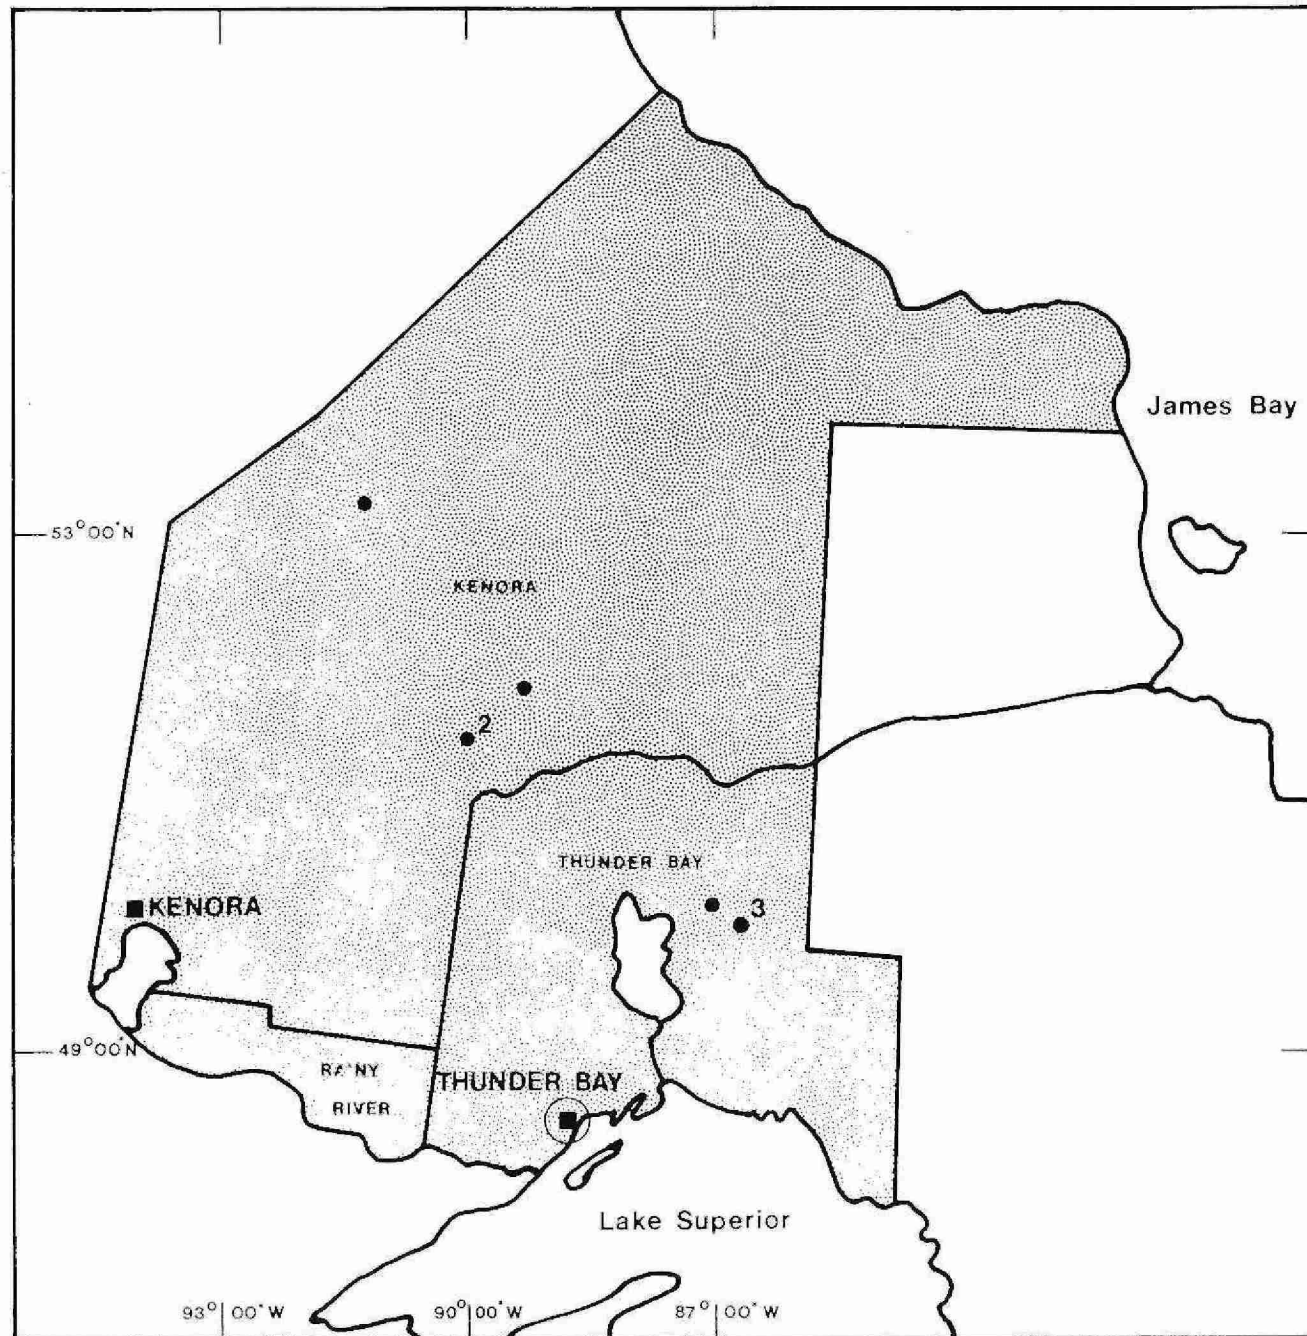 James Bay
53°00'N
KENORA
2
THUNDER BAY
3
KENORA
49°00'N
RAINY
RIVER
THUNDER BAY
Lake Superior
93°00'W
90°00'W
87°00'W